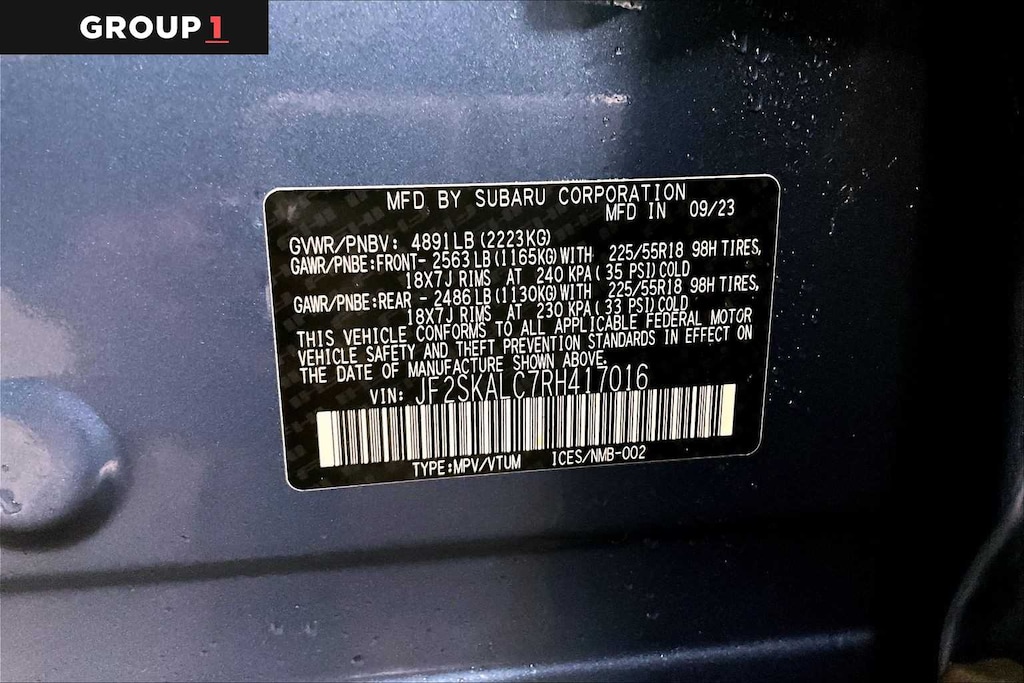 GROUP 1
MFD BY SUBARU CORPORATION
MFD IN 09/23
GVWR/PNBV: 4891LB(2223KG)
GAWR/PNBE:FRONT- 2563LB(1165KG)WITH 225/55R18 98H TIRES,
18X7J RIMS AT 240 KPA(35 PSI)COLD
GAWR/PNBE:REAR - 2486LB(1130KG)WITH 225/55R18 98H TIRES,
18X7J RIMS AT 230 KPA(33 PSI)COLD
THIS VEHICLE CONFORMS TO ALL APPLICABLE FEDERAL MOTOR
VEHICLE SAFETY AND THEFT PREVENTION STANDARDS IN EFFECT ON
THE DATE OF MANUFACTURE SHOWN ABOVE.
VIN: JF2SKALC7RH417016
TYPE:MPV/VTUM ICES/NMB-002